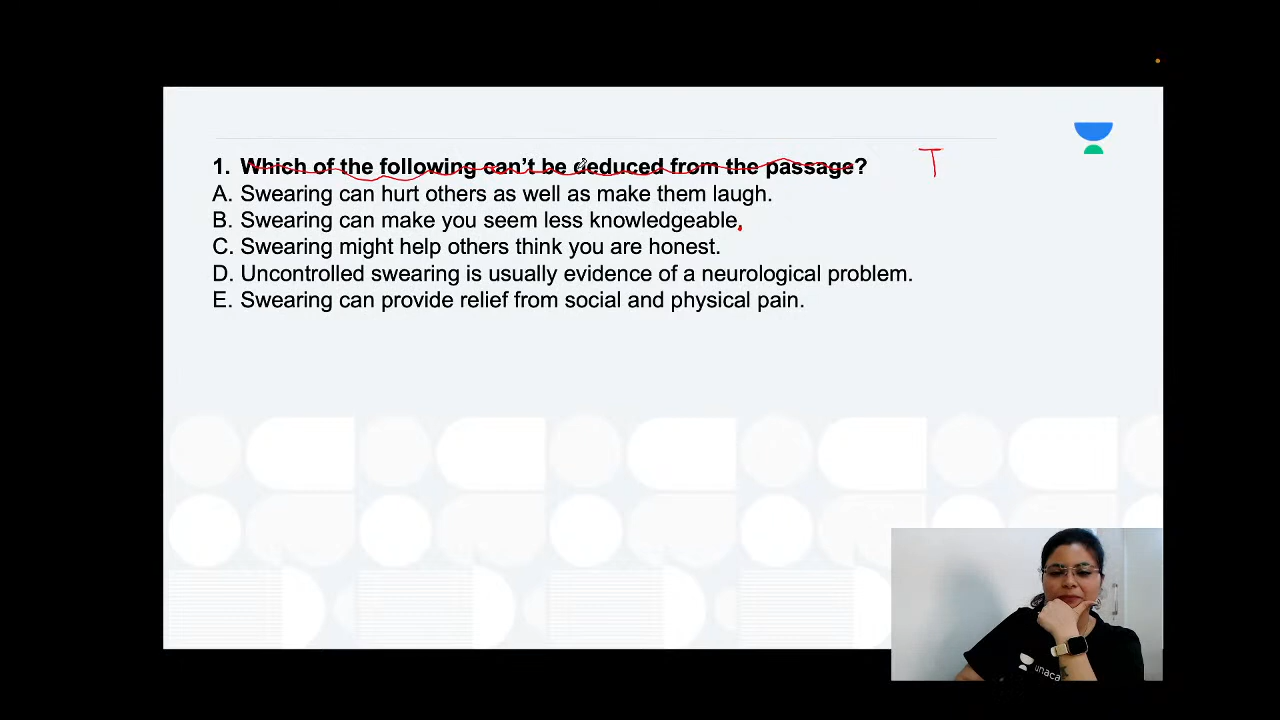 1. Which of the following can't be deduced from the passage? T
A. Swearing can hurt others as well as make them laugh.
B. Swearing can make you seem less knowledgeable.
C. Swearing might help others think you are honest.
D. Uncontrolled swearing is usually evidence of a neurological problem.
E. Swearing can provide relief from social and physical pain.
unaca